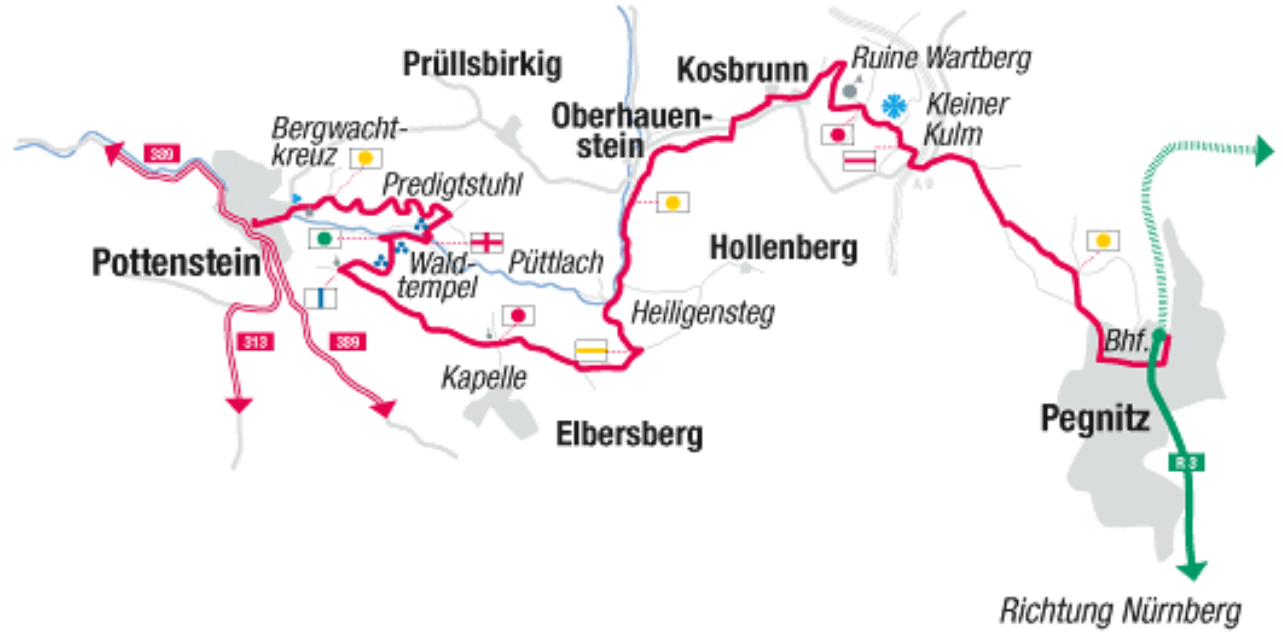 Prüllsbirkig
Kosbrunn
Ruine Wartberg
Oberhauen-
stein
Kleiner
Kulm
Bergwacht-
kreuz
389
Predigtstuhl
A 9
Pottenstein
Wald-
tempel
Püttlach
Hollenberg
Heiligensteg
313
389
Bhf.
Kapelle
Elbersberg
Pegnitz
Richtung Nürnberg